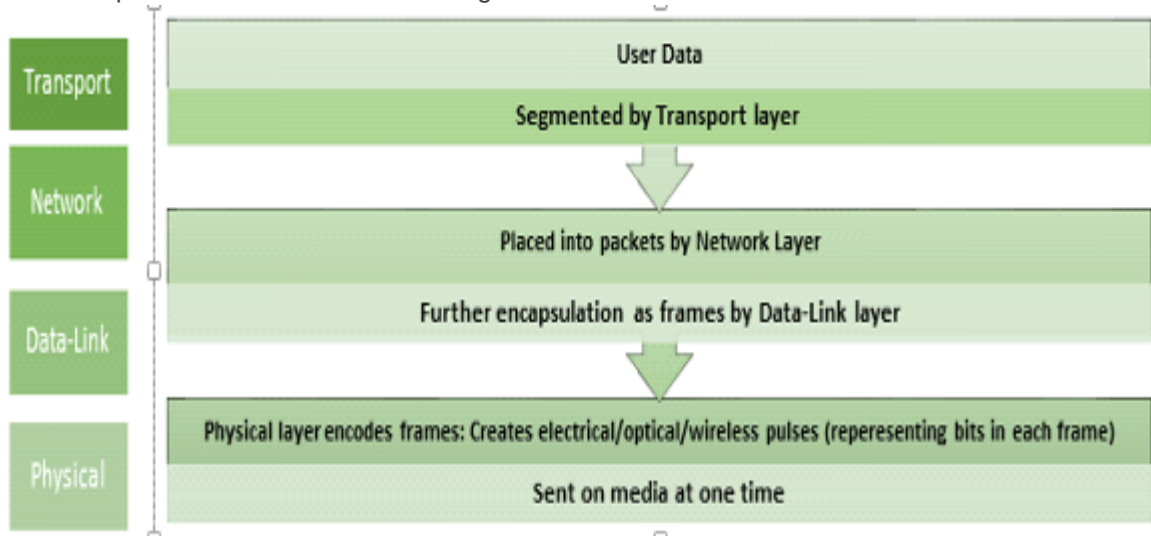 Transport
User Data
Segmented by Transport layer
Network
Placed into packets by Network Layer
Data-Link
Further encapsulation as frames by Data-Link layer
Physical
Physical layer encodes frames: Creates electrical/optical/wireless pulses (reperesenting bits in each frame)
Sent on media at one time